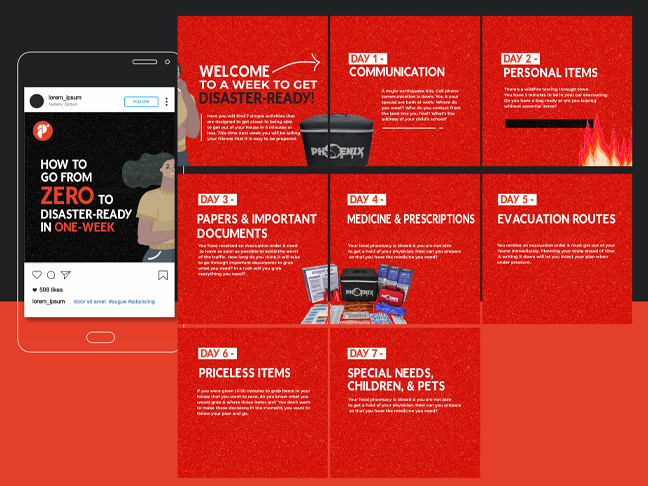 lorem_ipsum
Nullam_Dictam
FOLLOW
HOW TO
GO FROM
ZERO TO
DISASTER-READY
IN ONE-WEEK
508 likes
lorem_ipsum dolor sit amet #augue #adipiscing
WELCOME
TO A WEEK TO GET
DISASTER-READY!
Here you will find 7 simple activities that
are designed to get closer to being able
to get out of your house in 5 minutes or
less. This time next week you will be telling
your friends that it is easy to be prepared.
PHOENIX
DAY 1 -
COMMUNICATION
A major earthquake hits. Cell phone
communication is down. You & your
spouses are both at work. Where do
you meet? Who do you contact from
the land-line you find? What's the
address of your child's school?
DAY 2 -
PERSONAL ITEMS
There's a wildfire tearing through town.
You have 5 minutes to be in your car evacuating.
Do you have a bag ready or are you leaving
without essential items?
DAY 3 -
PAPERS & IMPORTANT
DOCUMENTS
You have received an evacuation order & need
to leave as soon as possible to avoid the worst
of the traffic. How long do you think it will take
to go through important documents to grab
what you need? In a rush will you grab
everything you need?
DAY 4 -
MEDICINE & PRESCRIPTIONS
Your local pharmacy is closed & you are not able
to get a hold of your physician. How can you prepare
so that you have the medicine you need?
PHOENIX
DAY 5 -
EVACUATION ROUTES
You receive an evacuation order & must get out of your
home immediately. Planning your route ahead of time
& writing it down will let you intact your plan when
under pressure.
DAY 6 -
PRICELESS ITEMS
If you were given 15-30 minutes to grab items in your
house that you want to save, do you know what you
would grab & where those items are? You don't want
to make those decisions in the moment, you want to
follow your plan and go.
DAY 7 -
SPECIAL NEEDS,
CHILDREN, & PETS
Your local pharmacy is closed & you are not able
to get a hold of your physician. How can you prepare
so that you have the medicine you need?